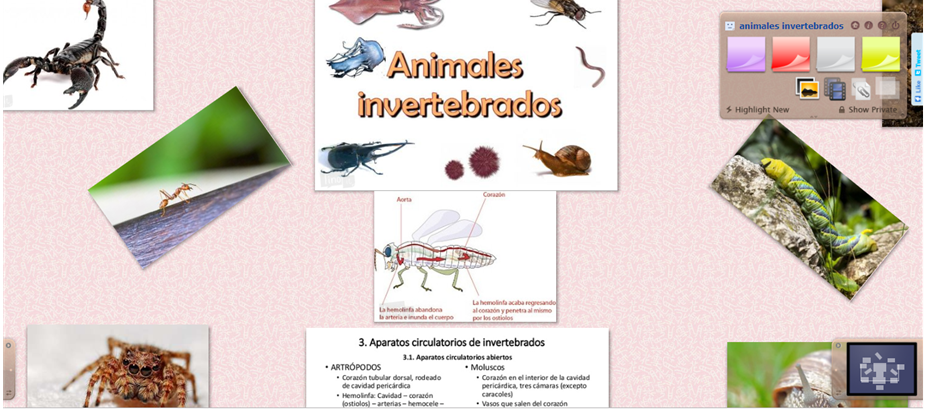 Animales
invertebrados
animales invertebrados
Highlight New
Show Private
Like
Tweet
Aorta
Corazón
La hemolinfa abandona
la artería e inunda el cuerpo
La hemolinfa acaba regresando
al corazón y penetra al mismo
por los ostiolos
3. Aparatos circulatorios de invertebrados
3.1. Aparatos circulatorios abiertos
• ARTRÓPODOS
• Corazón tubular dorsal, rodeado
de cavidad pericárdica
• Hemolinfa: Cavidad – corazón
(ostiolos) – arterias – hemocele –
• Moluscos
• Corazón en el interior de la cavidad
pericárdica, tres cámaras (excepto
caracoles)
• Vasos que salen del corazón